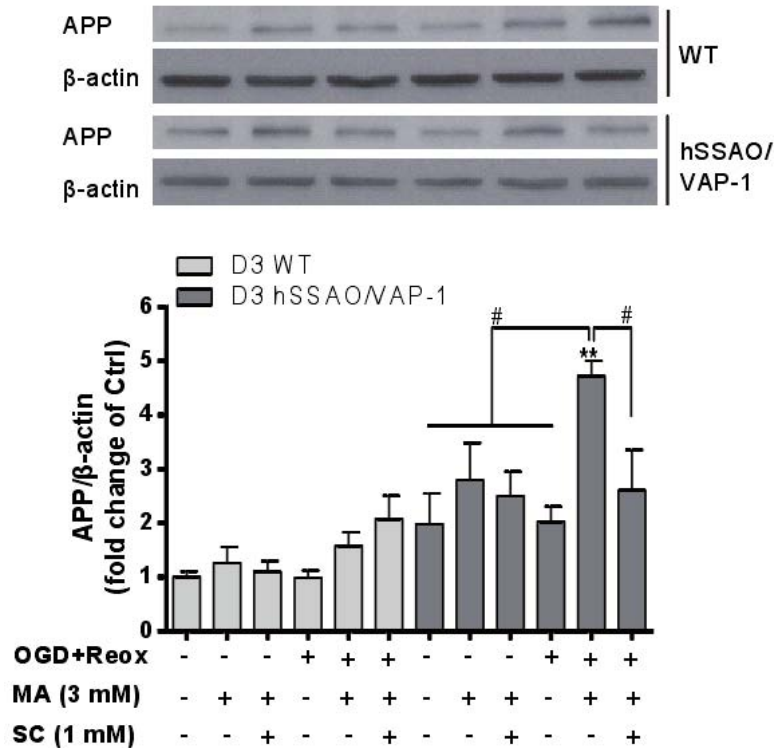 APP
β-actin
WT
APP
β-actin
hSSAO/
VAP-1
D3 WT
D3 hSSAO/VAP-1
APP/β-actin
(fold change of Ctrl)
6
5
4
3
2
1
0
# #
**
OGD+Reox - - - + + + - - - + + +
MA (3 mM) - + + - + + - + + - + +
SC (1 mM) - - + - - + - - + - - +